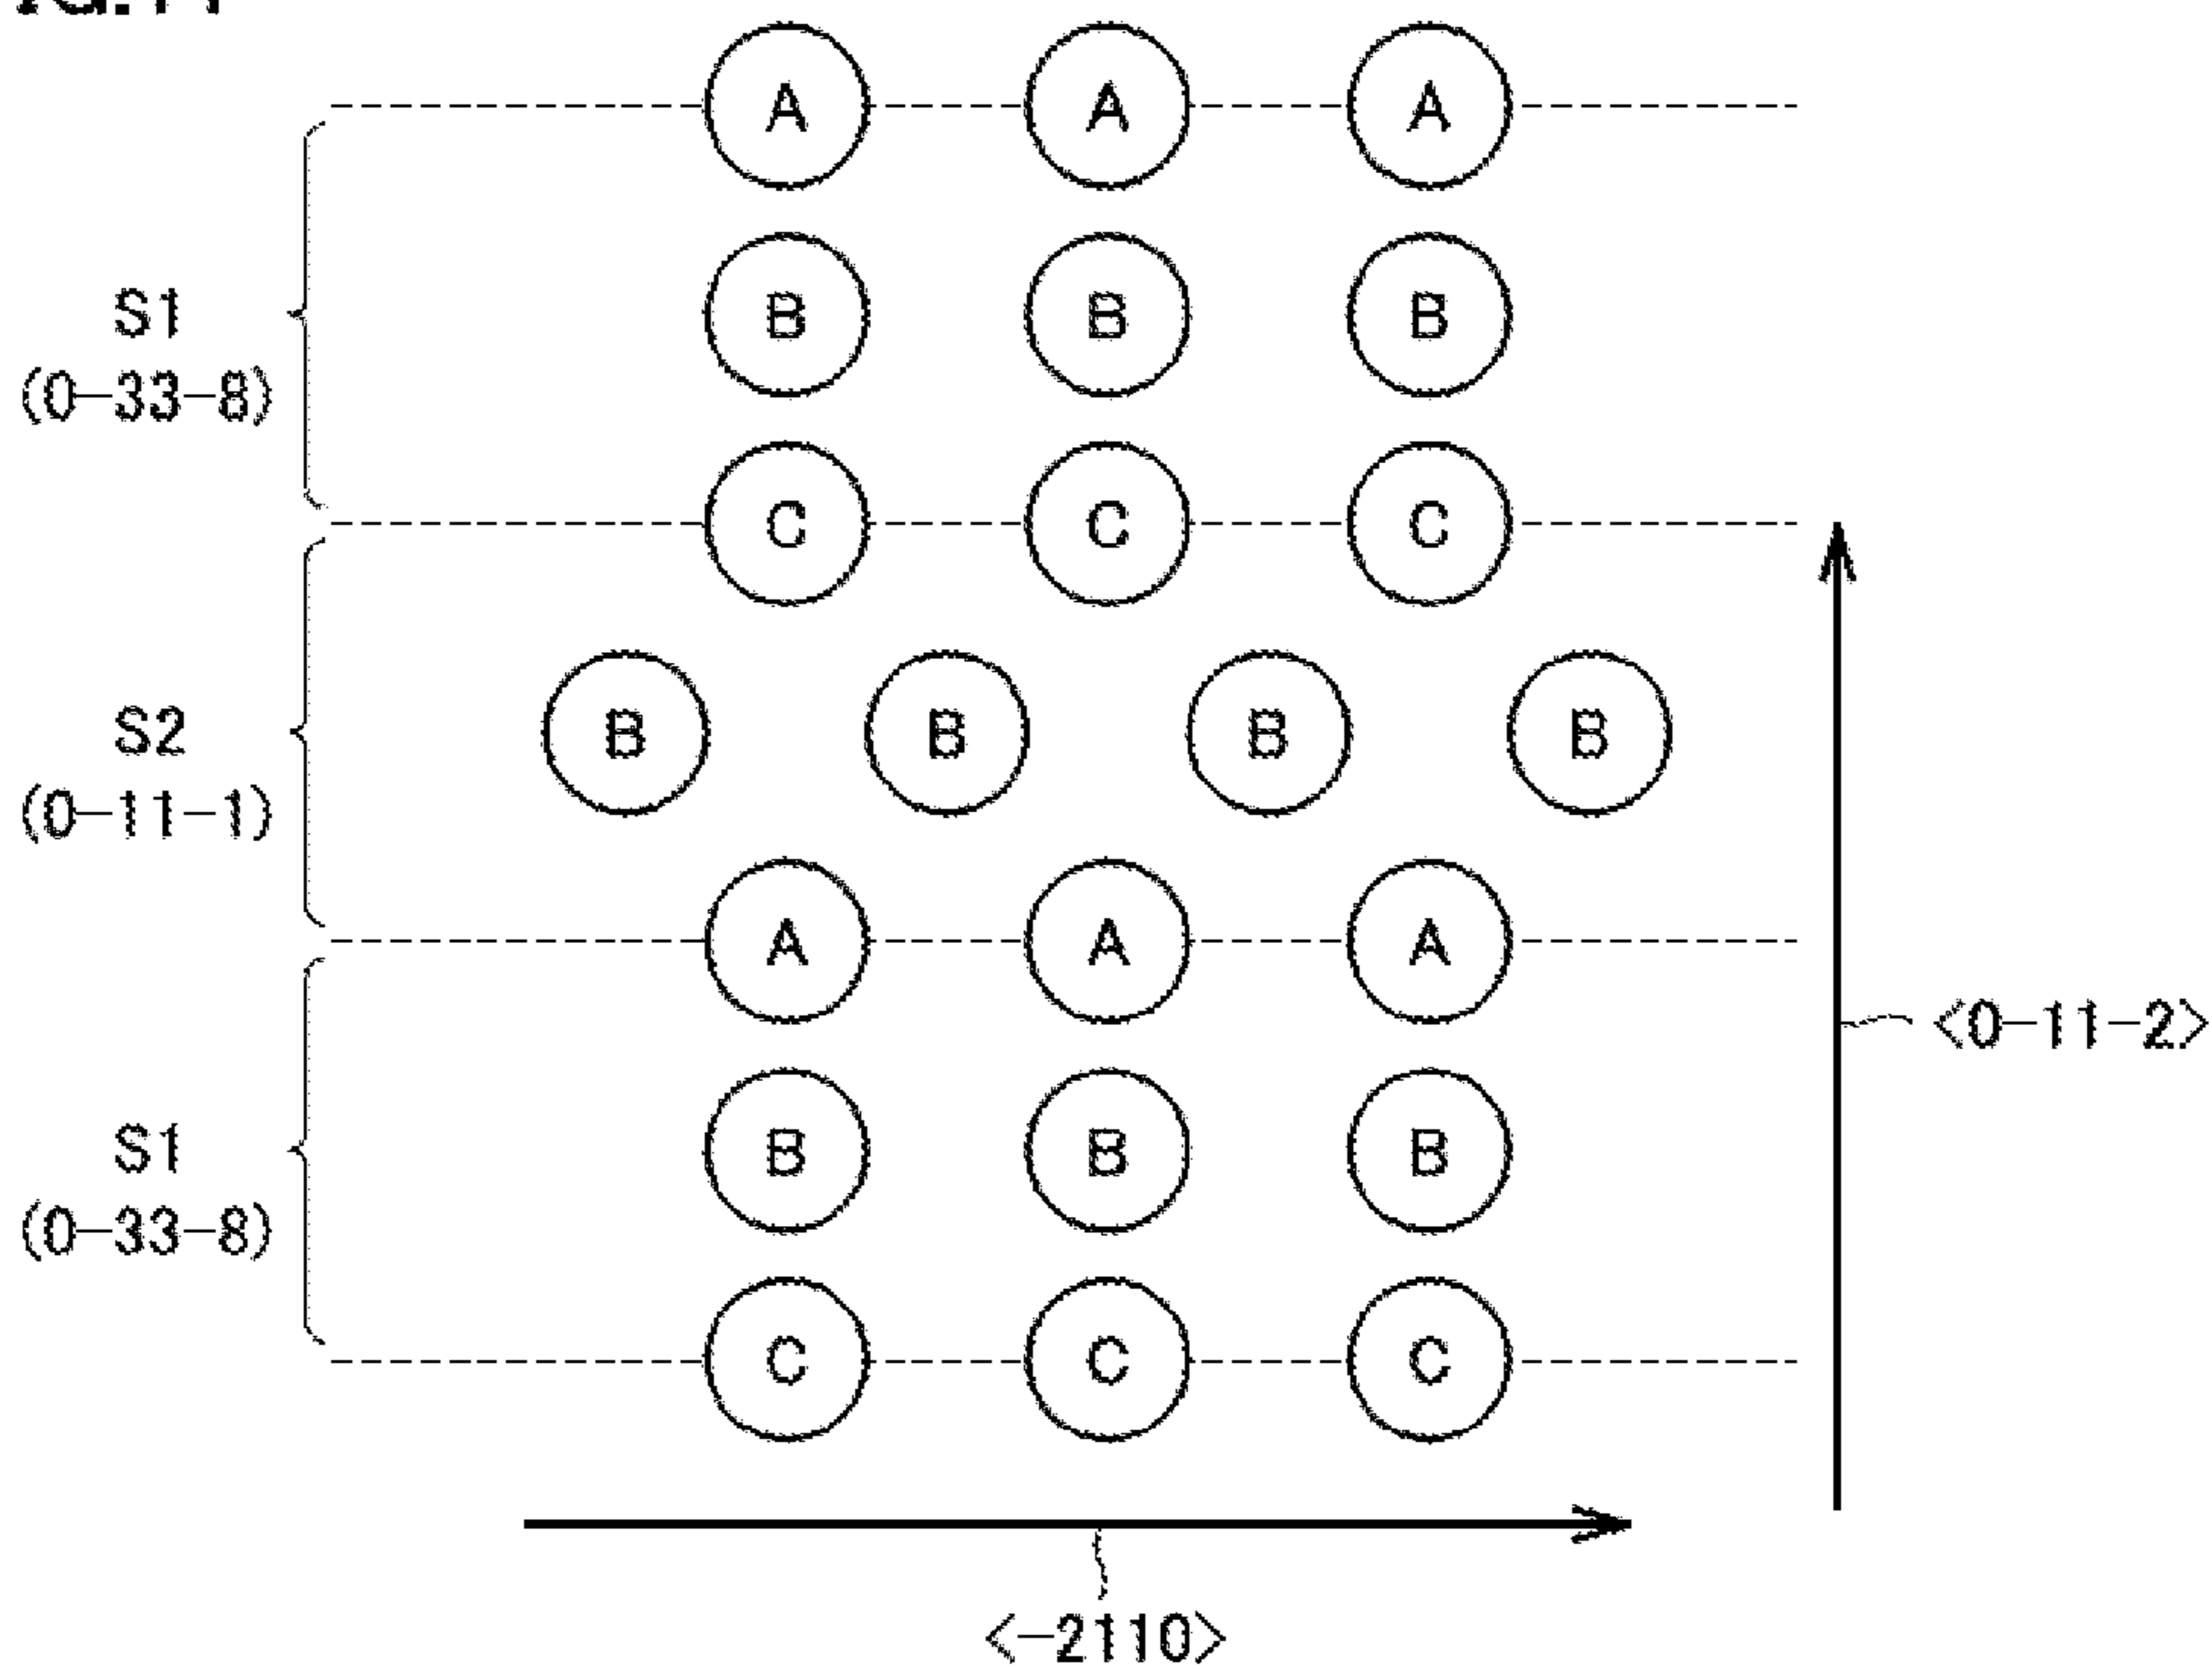 A A A
S1
(0-33-8)
B B B
C C C
S2
(0-11-1)
B B B B
A A A
<0-11-2>
S1
(0-33-8)
B B B
C C C
<-2110>